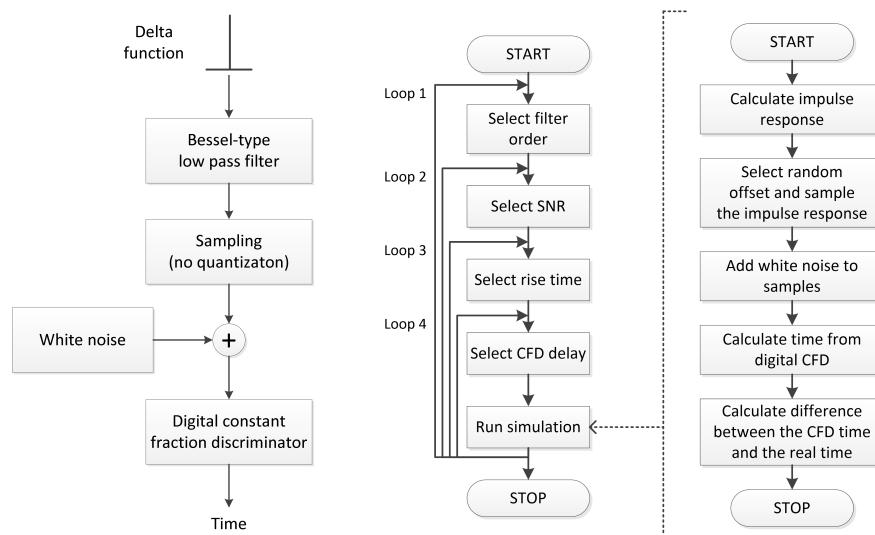 Delta
function
Bessel-type
low pass filter
Sampling
(no quantizaton)
White noise
+
Digital constant
fraction discriminator
Time
START
Loop 1
Select filter
order
Loop 2
Select SNR
Loop 3
Select rise time
Loop 4
Select CFD delay
Run simulation
STOP
START
Calculate impulse
response
Select random
offset and sample
the impulse response
Add white noise to
samples
Calculate time from
digital CFD
Calculate difference
between the CFD time
and the real time
STOP